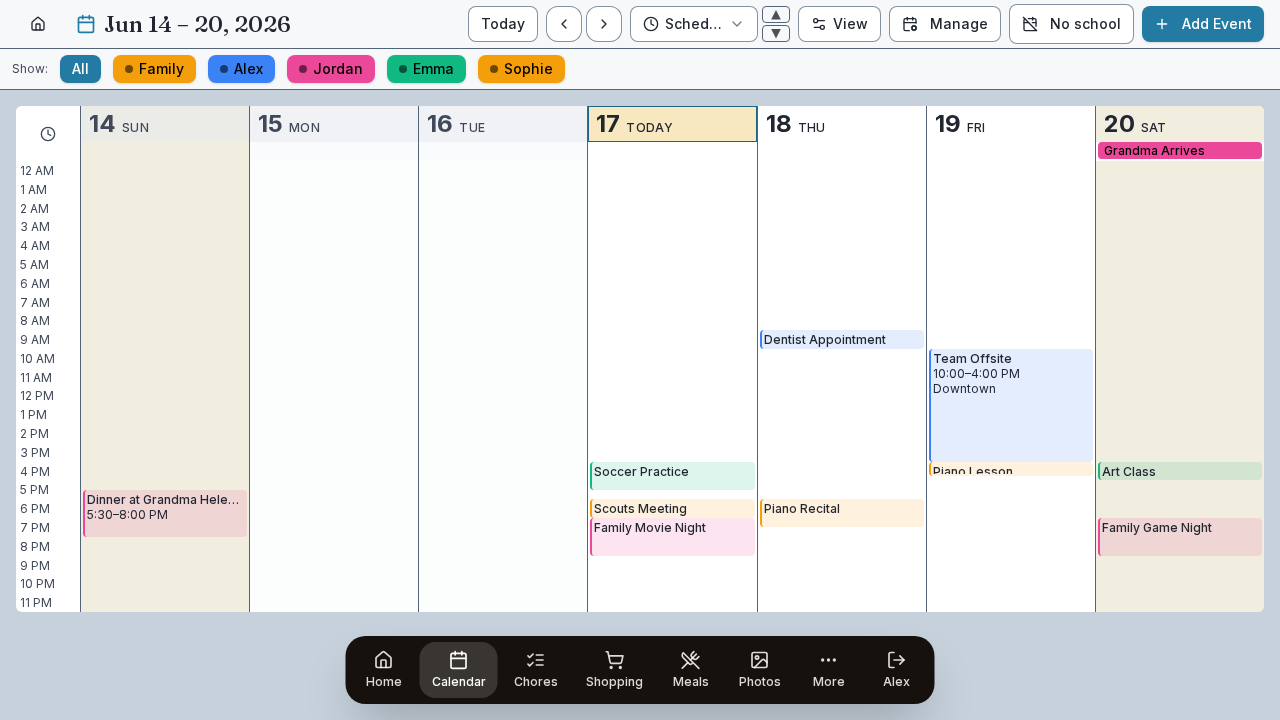 Jun 14 – 20, 2026
Today
Sched...
View
Manage
No school
Add Event
Show:
All
Family
Alex
Jordan
Emma
Sophie
14 SUN
15 MON
16 TUE
17 TODAY
18 THU
19 FRI
20 SAT
Grandma Arrives
12 AM
1 AM
2 AM
3 AM
4 AM
5 AM
6 AM
7 AM
8 AM
9 AM
10 AM
11 AM
12 PM
1 PM
2 PM
3 PM
4 PM
5 PM
6 PM
7 PM
8 PM
9 PM
10 PM
11 PM
Dinner at Grandma Hele...
5:30–8:00 PM
Soccer Practice
Scouts Meeting
Family Movie Night
Dentist Appointment
Piano Recital
Team Offsite
10:00–4:00 PM
Downtown
Piano Lesson
Art Class
Family Game Night
Home
Calendar
Chores
Shopping
Meals
Photos
More
Alex